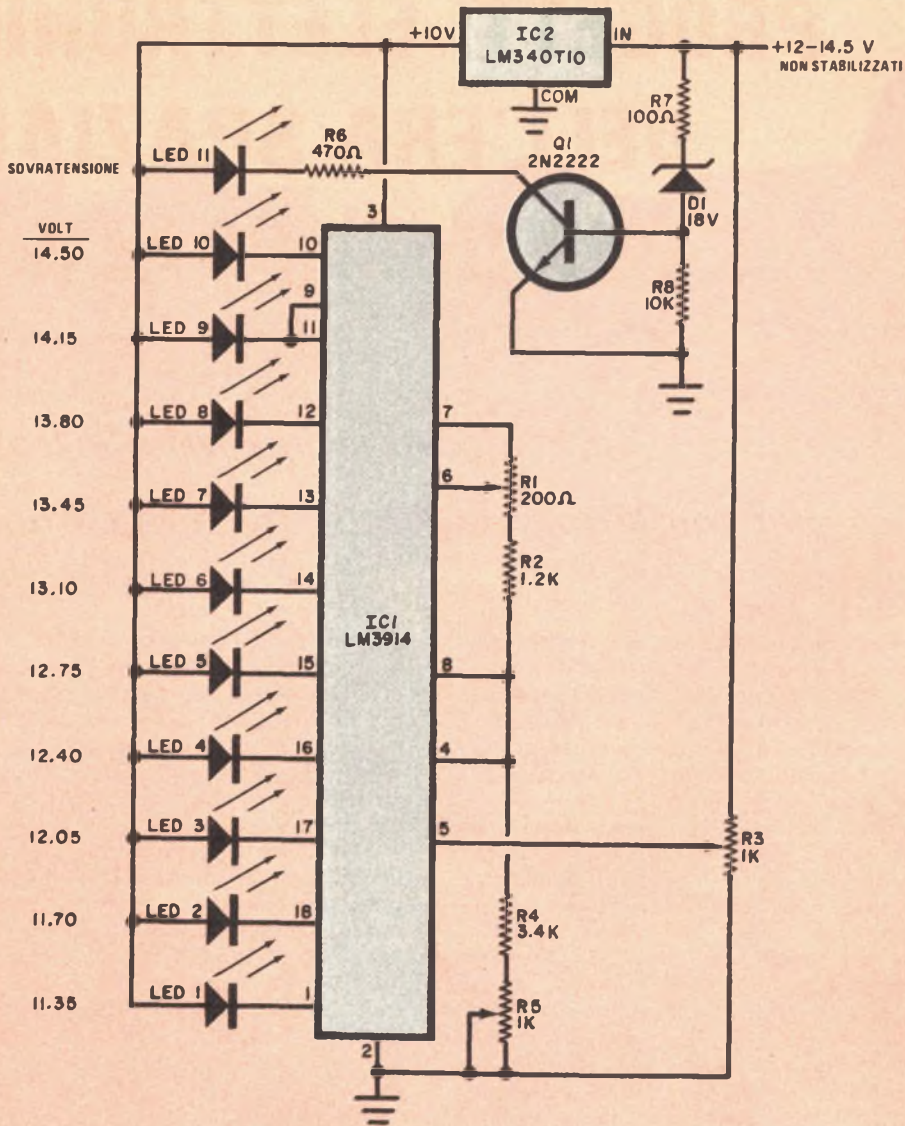 +10V
IC2
LM340T10
IN
COM
+12-14.5 V
NON STABILIZZATI
R7
100Ω
Q1
2N2222
D1
18V
R8
10K
SOVRATENSIONE
LED 11
R6
470Ω
3
VOLT
14.50
LED 10
10
9
14.15
LED 9
11
13.80
LED 8
12
7
13.45
LED 7
13
6
R1
200Ω
13.10
LED 6
14
R2
1.2K
IC1
LM3914
12.75
LED 5
15
8
12.40
LED 4
16
4
12.05
LED 3
17
5
R3
1K
11.70
LED 2
18
R4
3.4K
11.35
LED 1
1
R5
1K
2